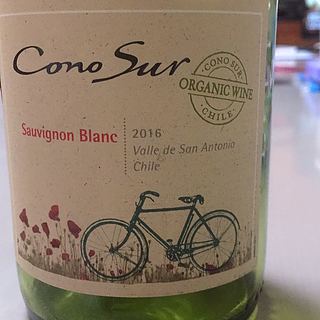 Cono Sur
CONO SUR
ORGANIC WINE
CHILE
Sauvignon Blanc
2016
Valle de San Antonio
Chile